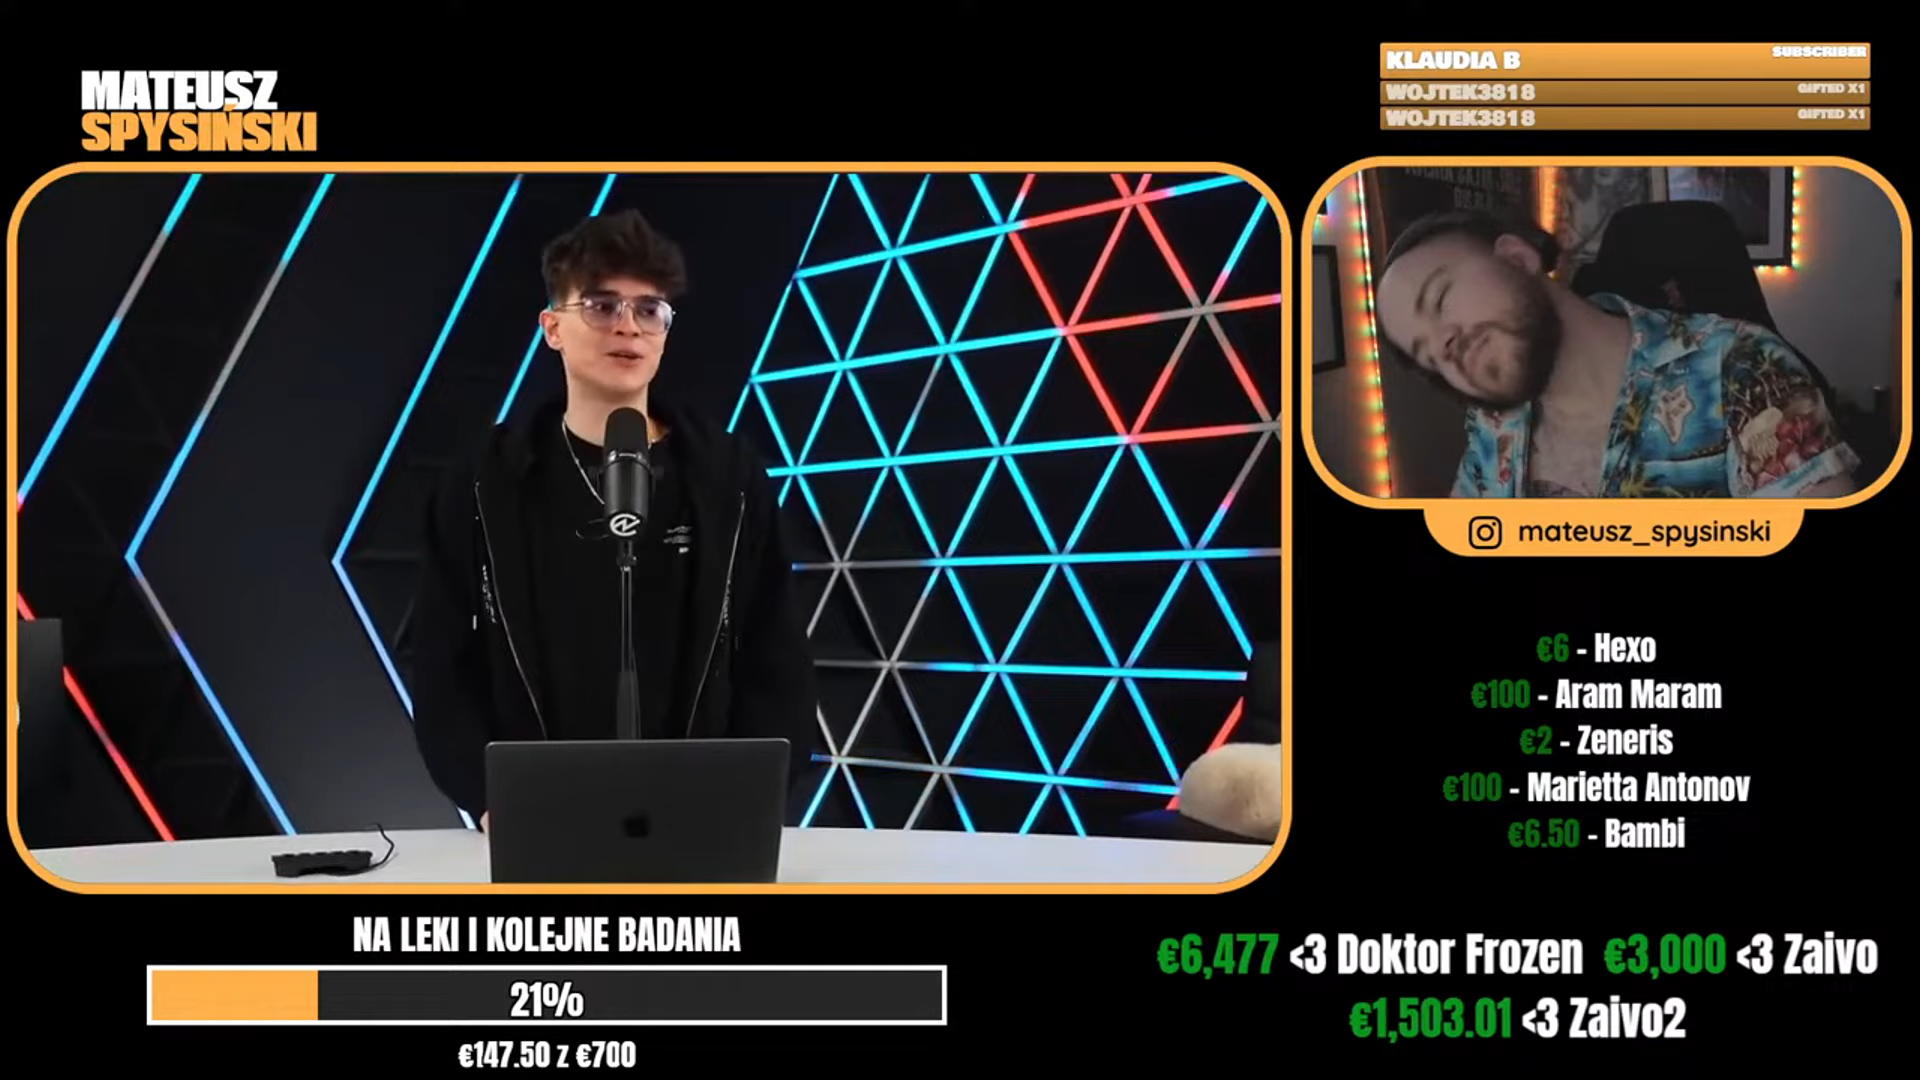 MATEUSZ
SPYSIŃSKI
KLAUDIA B SUBSCRIBER
WOJTEK3818 GIFTED X1
WOJTEK3818 GIFTED X1
mateusz_spysinski
€6 - Hexo
€100 - Aram Maram
€2 - Zeneris
€100 - Marietta Antonov
€6.50 - Bambi
NA LEKI I KOLEJNE BADANIA
21%
€147.50 z €700
€6,477 <3 Doktor Frozen €3,000 <3 Zaivo
€1,503.01 <3 Zaivo2